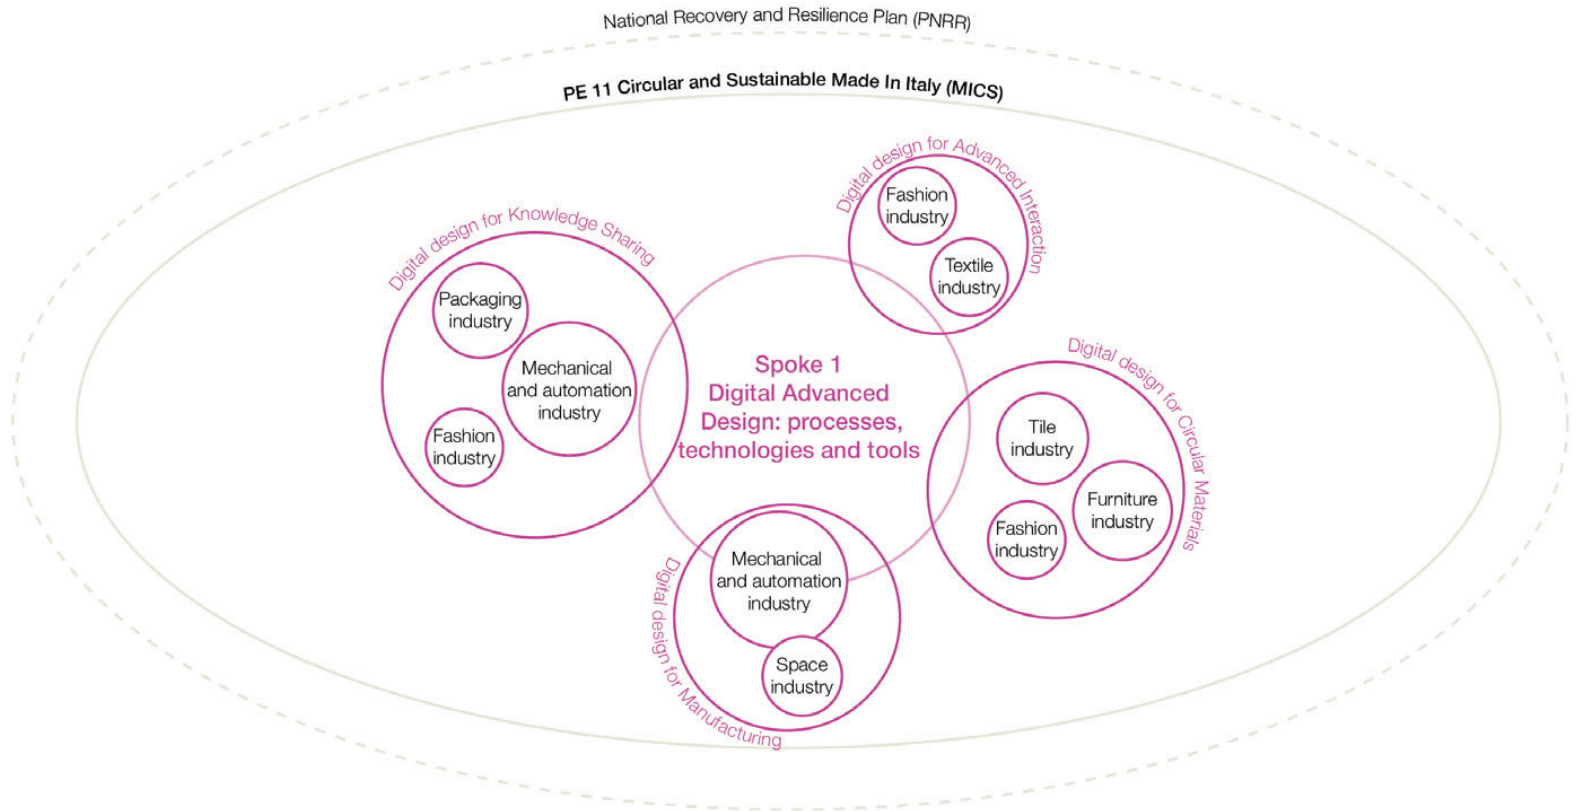 National Recovery and Resilience Plan (PNRR)
PE 11 Circular and Sustainable Made In Italy (MICS)
Digital design for Advanced Interaction
Fashion
industry
Textile
industry
Digital design for Knowledge Sharing
Packaging
industry
Mechanical
and automation
industry
Fashion
industry
Spoke 1
Digital Advanced
Design: processes,
technologies and tools
Digital design for Circular Materials
Tile
industry
Furniture
industry
Fashion
industry
Digital design for Manufacturing
Mechanical
and automation
industry
Space
industry